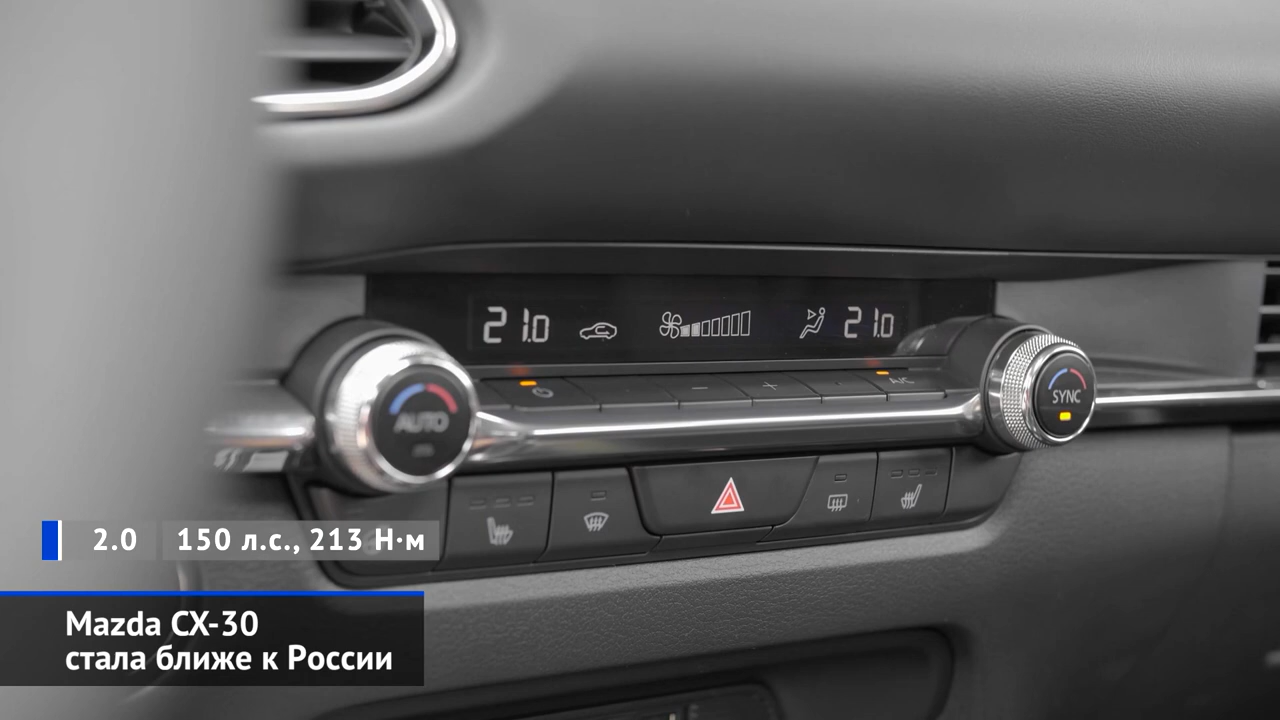 21.0 21.0
A/C
AUTO
SYNC
2.0 150 л.с., 213 Н·м
Mazda CX-30
стала ближе к России